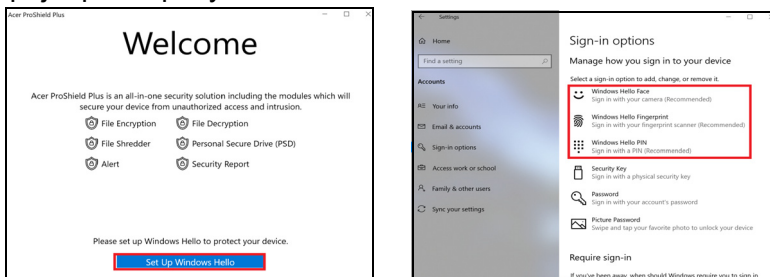 Acer ProShield Plus
Welcome
Acer ProShield Plus is an all-in-one security solution including the modules which will
secure your device from unauthorized access and intrusion.
File Encryption File Decryption
File Shredder Personal Secure Drive (PSD)
Alert Security Report
Please set up Windows Hello to protect your device.
Set Up Windows Hello
Settings
Home
Find a setting
Accounts
Your info
Email & accounts
Sign-in options
Access work or school
Family & other users
Sync your settings
Sign-in options
Manage how you sign in to your device
Select a sign-in option to add, change, or remove it.
Windows Hello Face
Sign in with your camera (Recommended)
Windows Hello Fingerprint
Sign in with your fingerprint scanner (Recommended)
Windows Hello PIN
Sign in with a PIN (Recommended)
Security Key
Sign in with a physical security key
Password
Sign in with your account's password
Picture Password
Swipe and tap your favorite photo to unlock your device
Require sign-in
If you've been away, when should Windows require you to sign in